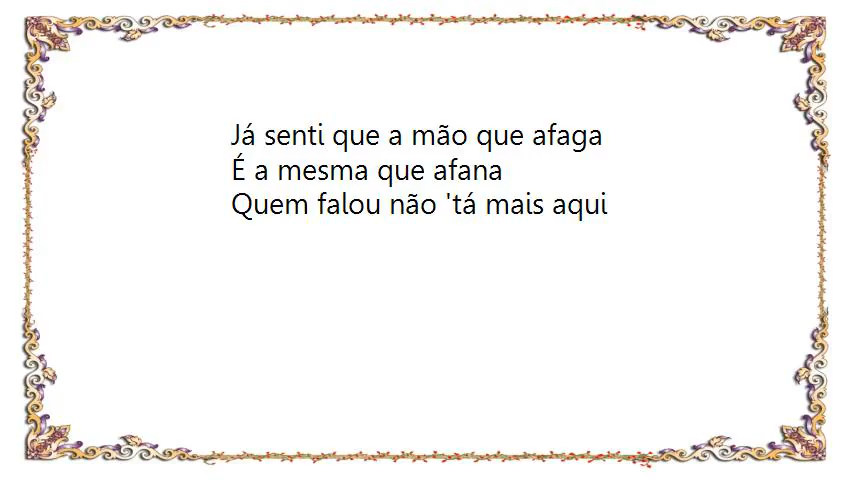 Já senti que a mão que afaga
É a mesma que afana
Quem falou não 'tá mais aqui